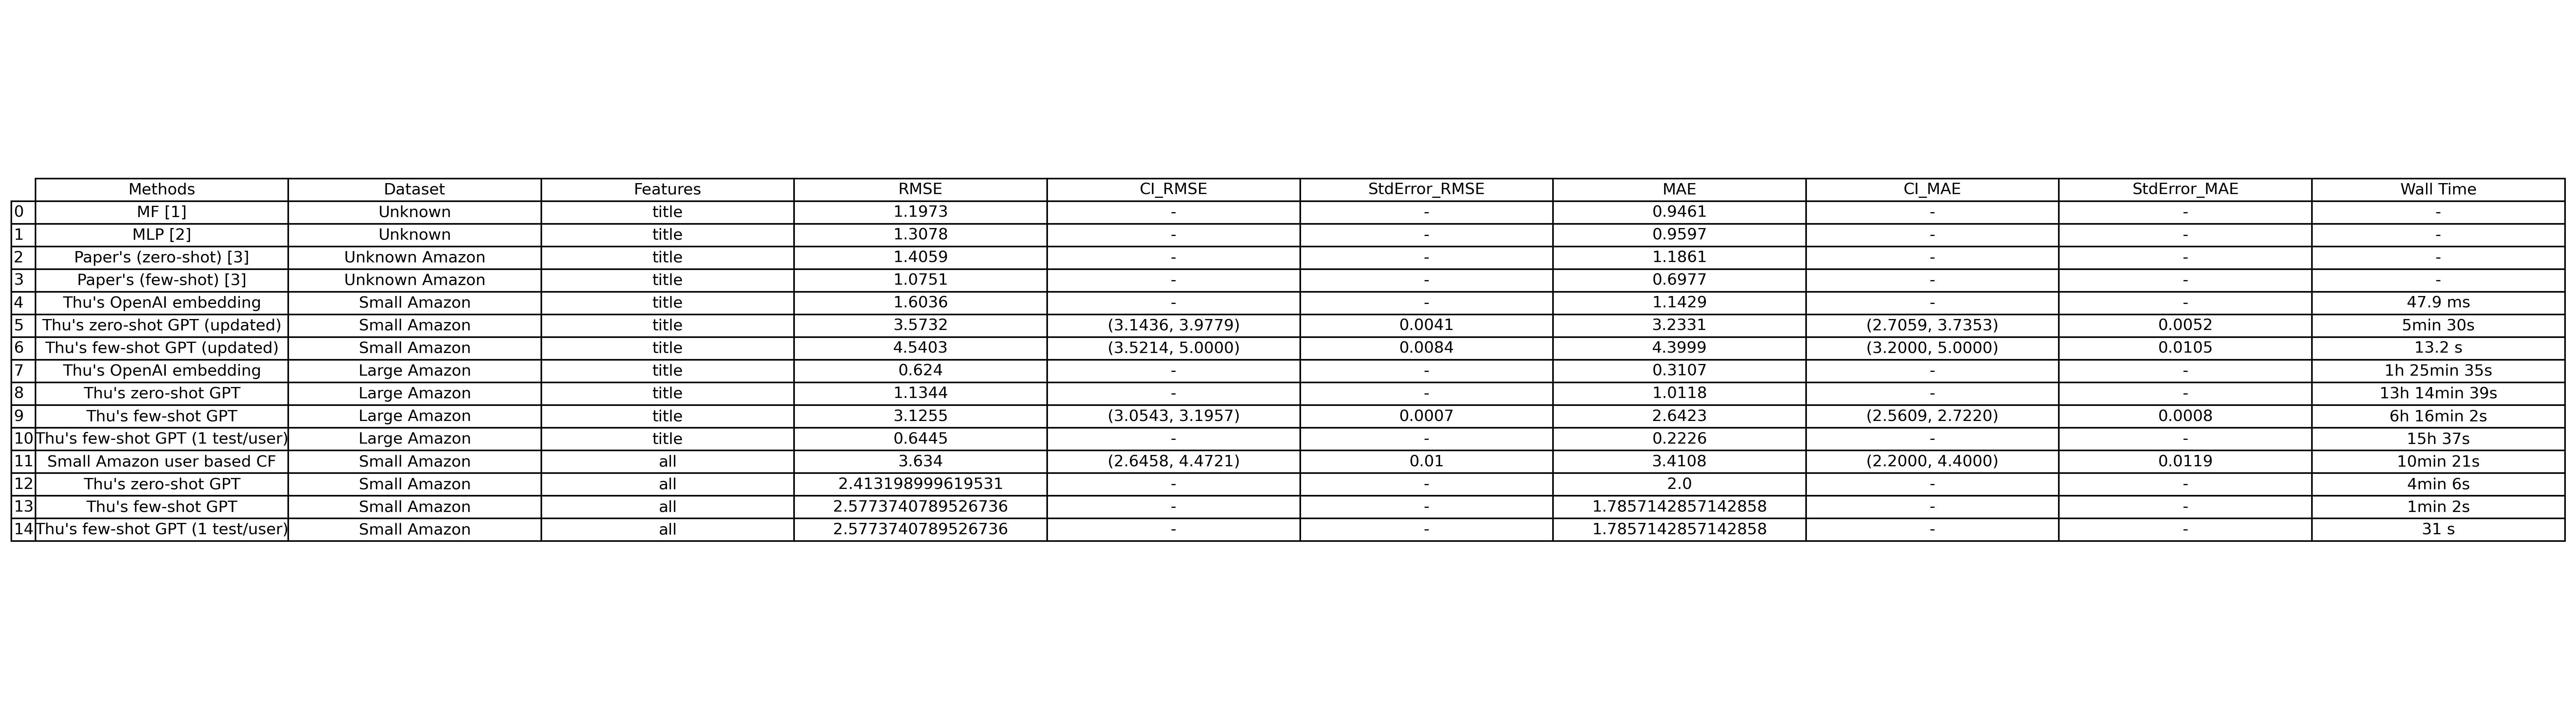 Methods Dataset Features RMSE CI_RMSE StdError_RMSE MAE CI_MAE StdError_MAE Wall Time
0 MF [1] Unknown title 1.1973 - - 0.9461 - - -
1 MLP [2] Unknown title 1.3078 - - 0.9597 - - -
2 Paper's (zero-shot) [3] Unknown Amazon title 1.4059 - - 1.1861 - - -
3 Paper's (few-shot) [3] Unknown Amazon title 1.0751 - - 0.6977 - - -
4 Thu's OpenAI embedding Small Amazon title 1.6036 - - 1.1429 - - 47.9 ms
5 Thu's zero-shot GPT (updated) Small Amazon title 3.5732 (3.1436, 3.9779) 0.0041 3.2331 (2.7059, 3.7353) 0.0052 5min 30s
6 Thu's few-shot GPT (updated) Small Amazon title 4.5403 (3.5214, 5.0000) 0.0084 4.3999 (3.2000, 5.0000) 0.0105 13.2 s
7 Thu's OpenAI embedding Large Amazon title 0.624 - - 0.3107 - - 1h 25min 35s
8 Thu's zero-shot GPT Large Amazon title 1.1344 - - 1.0118 - - 13h 14min 39s
9 Thu's few-shot GPT Large Amazon title 3.1255 (3.0543, 3.1957) 0.0007 2.6423 (2.5609, 2.7220) 0.0008 6h 16min 2s
10 Thu's few-shot GPT (1 test/user) Large Amazon title 0.6445 - - 0.2226 - - 15h 37s
11 Small Amazon user based CF Small Amazon all 3.634 (2.6458, 4.4721) 0.01 3.4108 (2.2000, 4.4000) 0.0119 10min 21s
12 Thu's zero-shot GPT Small Amazon all 2.413198999619531 - - 2.0 - - 4min 6s
13 Thu's few-shot GPT Small Amazon all 2.5773740789526736 - - 1.7857142857142858 - - 1min 2s
14 Thu's few-shot GPT (1 test/user) Small Amazon all 2.5773740789526736 - - 1.7857142857142858 - - 31 s